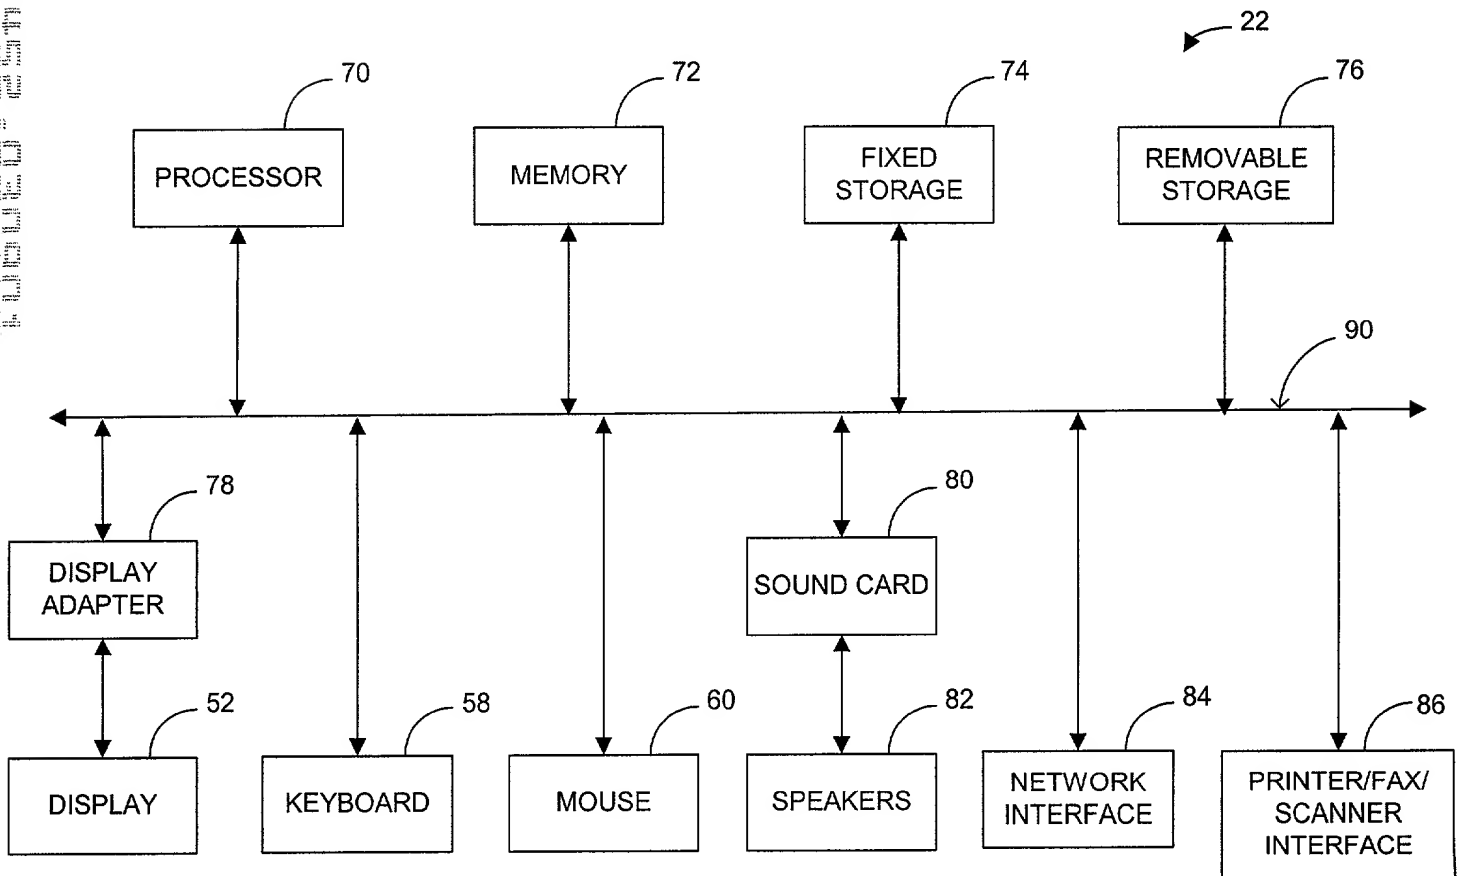 22
70
72
74
76
PROCESSOR
MEMORY
FIXED
STORAGE
REMOVABLE
STORAGE
90
78
80
DISPLAY
ADAPTER
SOUND CARD
52
58
60
82
84
86
DISPLAY
KEYBOARD
MOUSE
SPEAKERS
NETWORK
INTERFACE
PRINTER/FAX/
SCANNER
INTERFACE